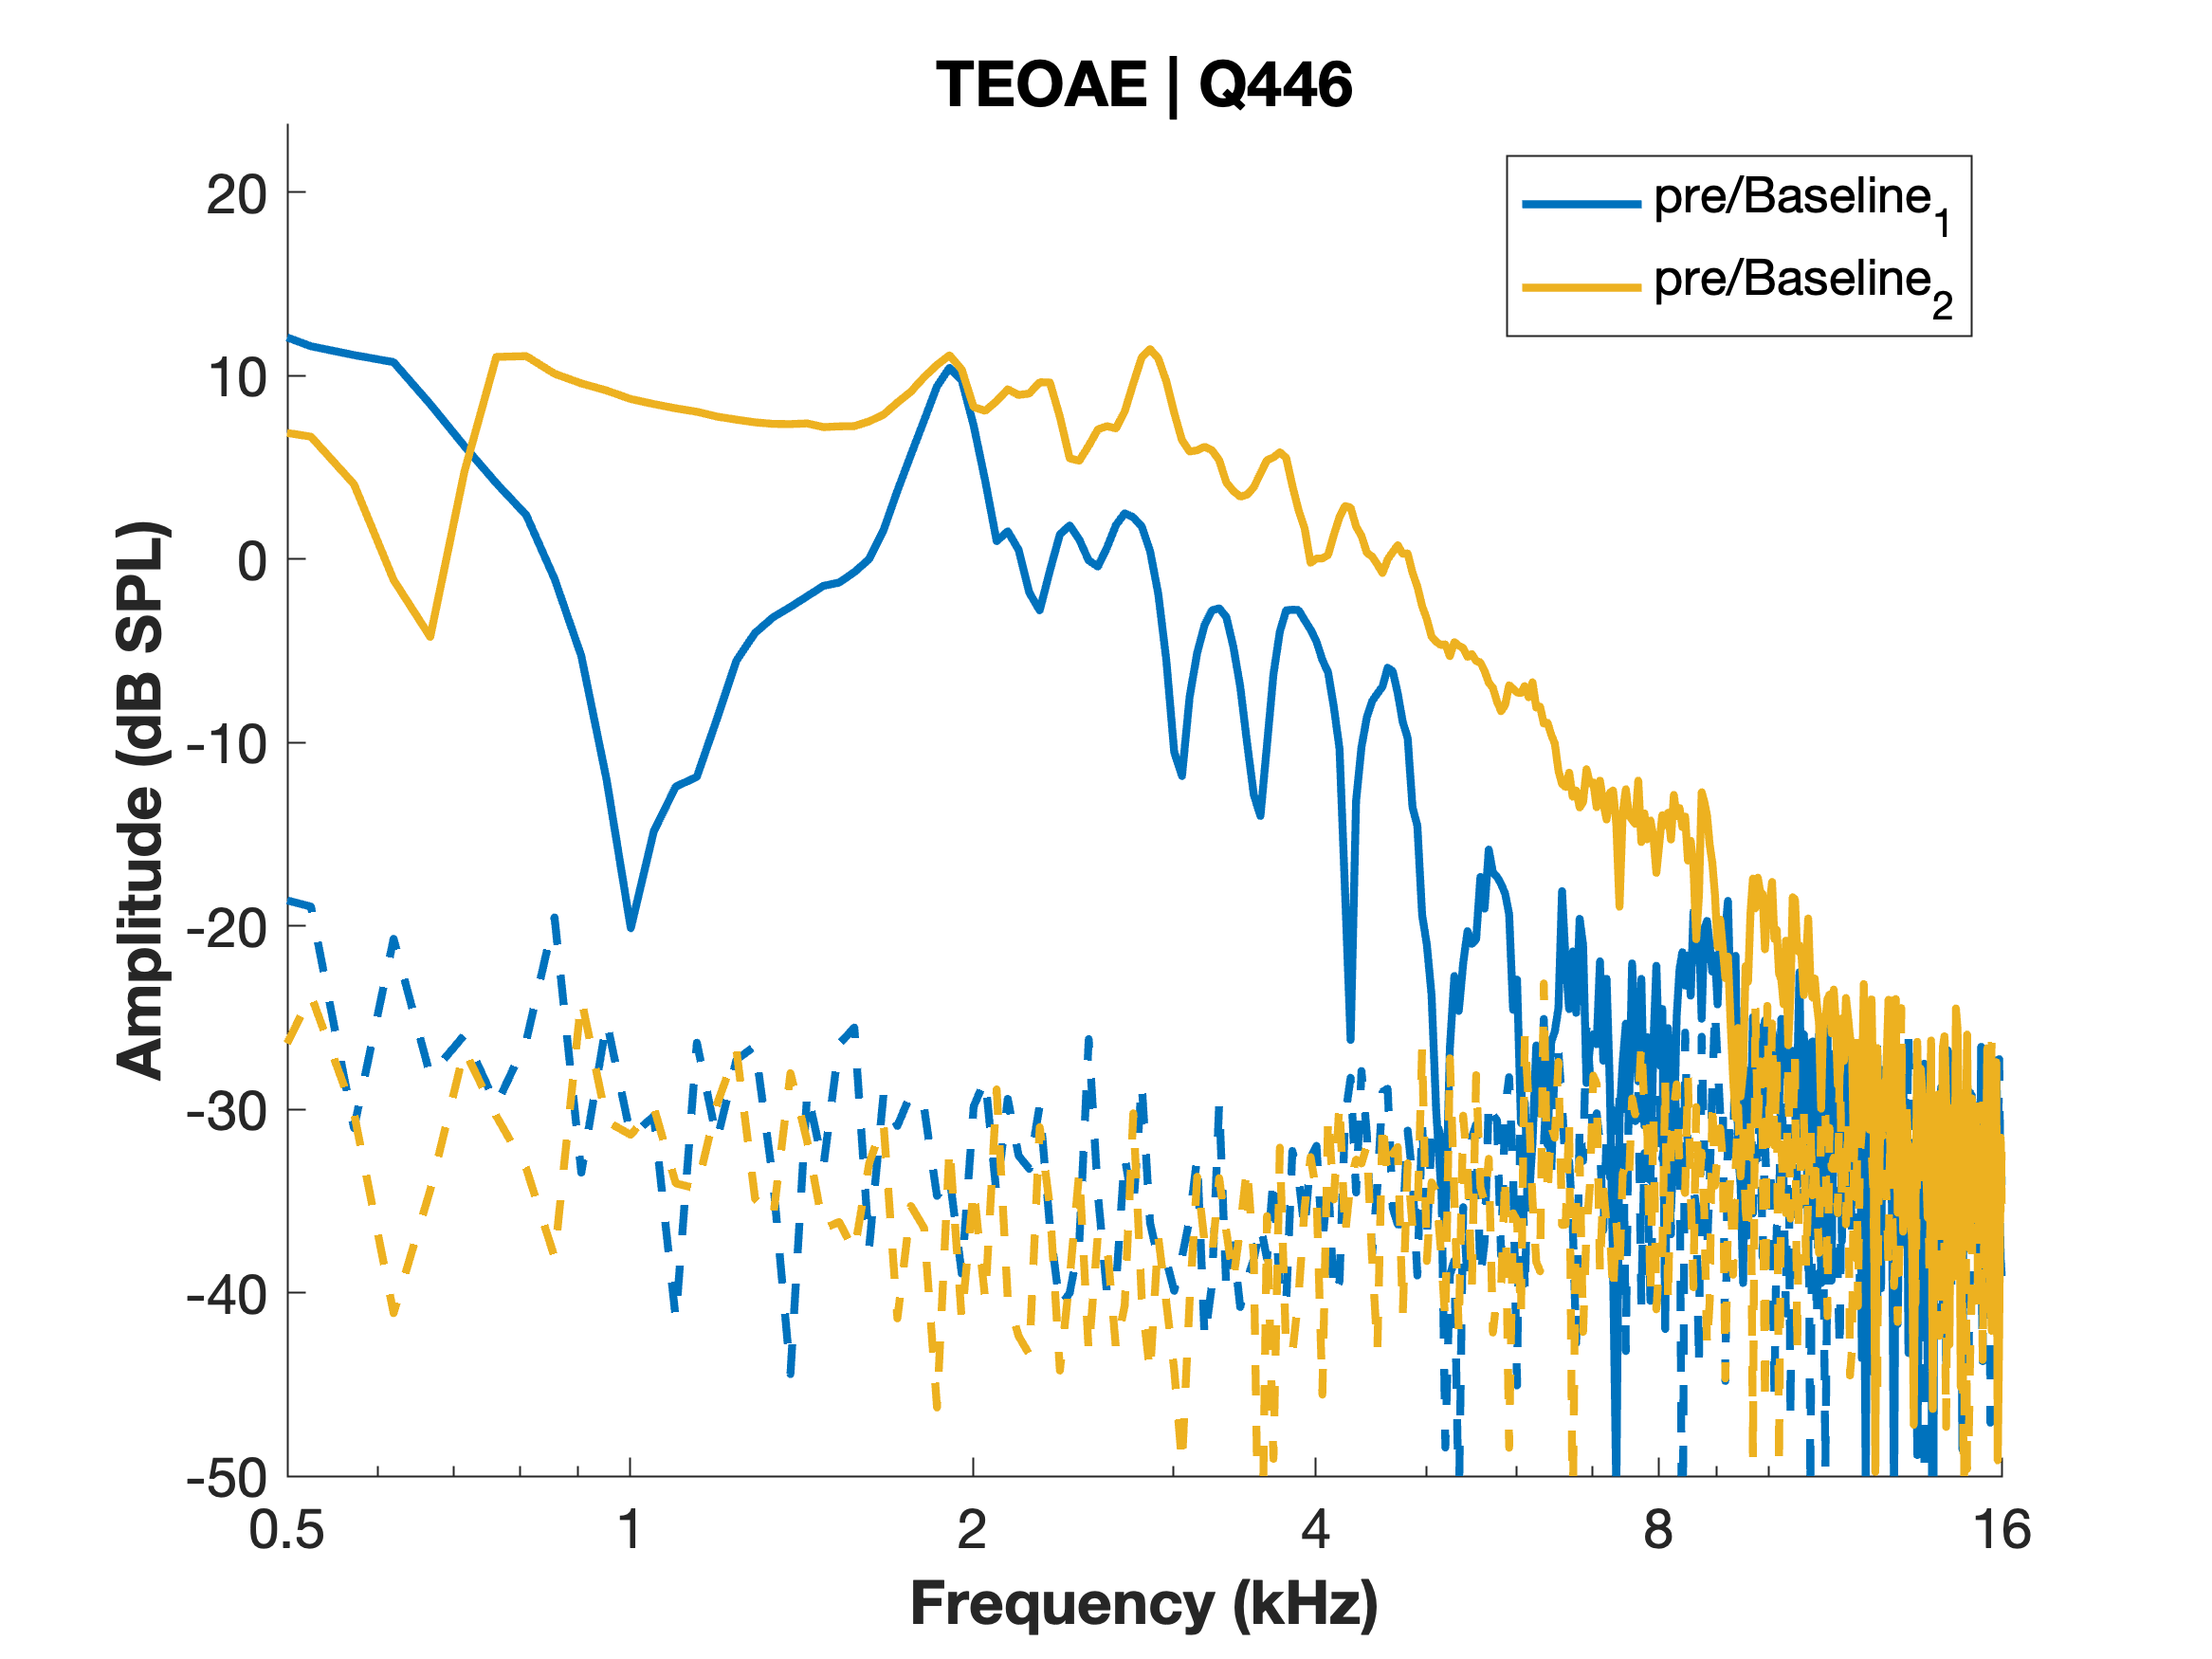 TEOAE | Q446
pre/Baseline₁
pre/Baseline₂
Amplitude (dB SPL)
20
10
0
-10
-20
-30
-40
-50
0.5 1 2 4 8 16
Frequency (kHz)